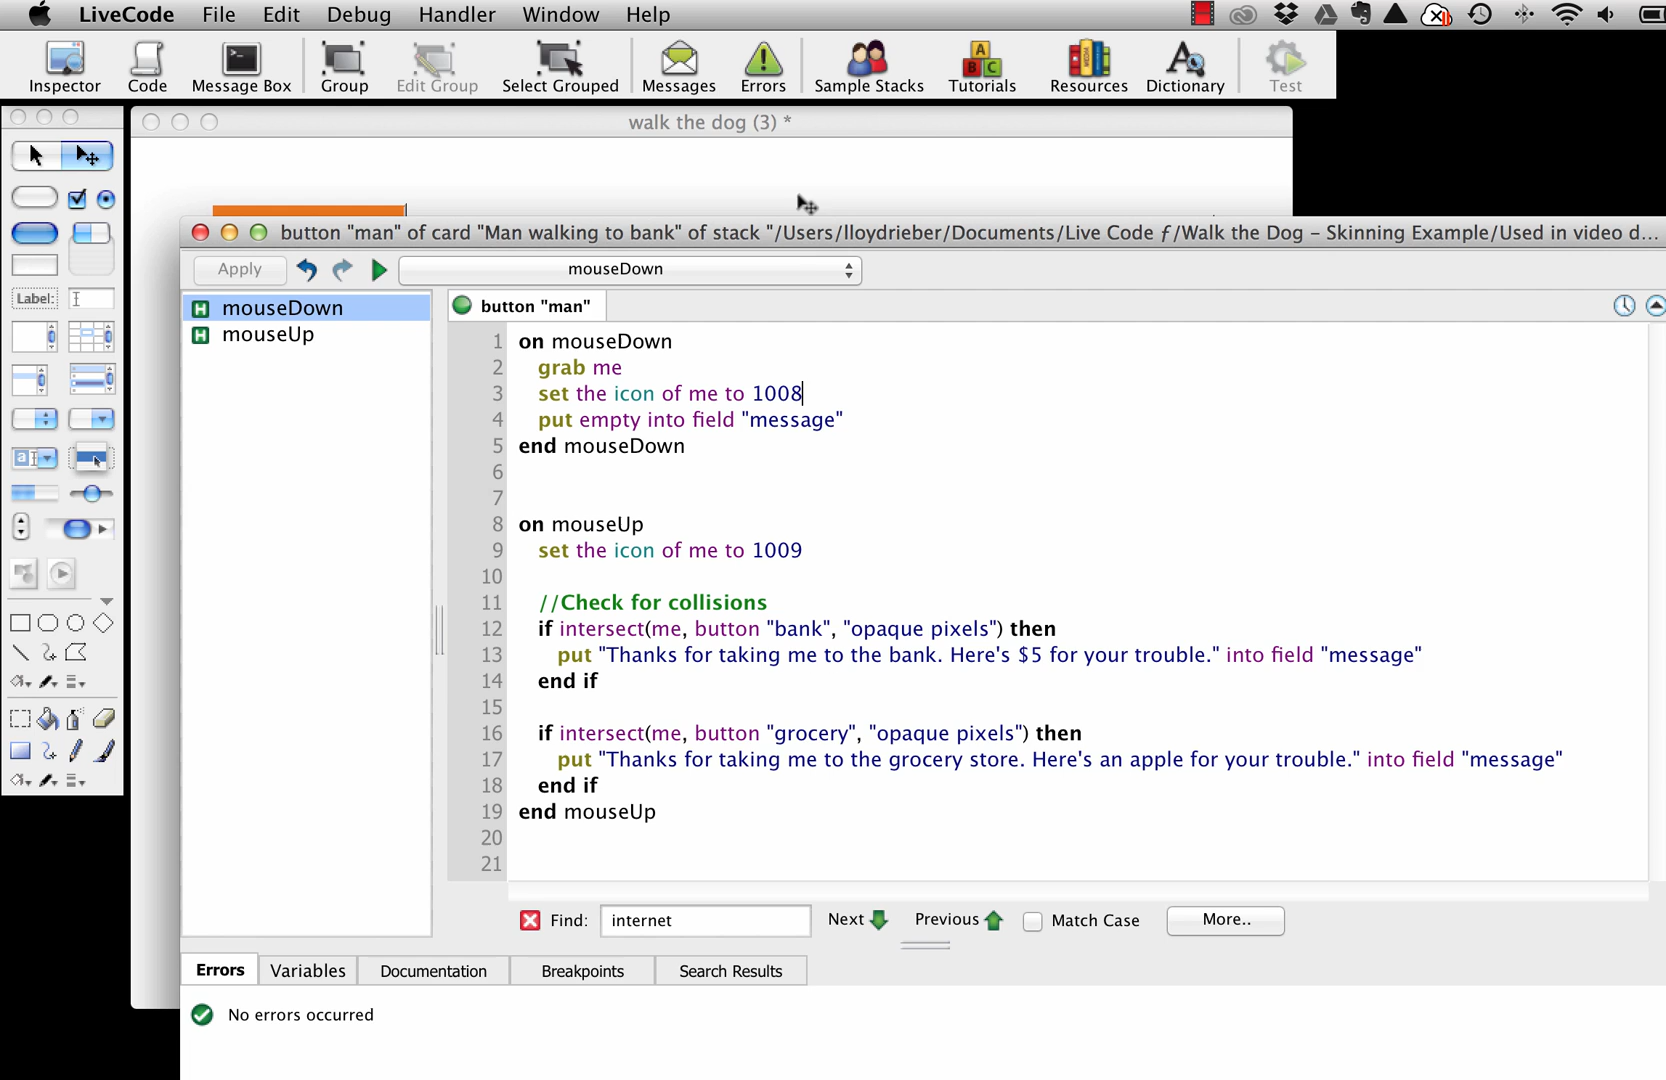 LiveCode File Edit Debug Handler Window Help
Inspector Code Message Box Group Edit Group Select Grouped Messages Errors Sample Stacks Tutorials Resources Dictionary Test
walk the dog (3) *
button "man" of card "Man walking to bank" of stack "/Users/lloydrieber/Documents/Live Code ƒ/Walk the Dog – Skinning Example/Used in video d...
Apply mouseDown
mouseDown
mouseUp
button "man"
1 on mouseDown
2 grab me
3 set the icon of me to 1008
4 put empty into field "message"
5 end mouseDown
6
7
8 on mouseUp
9 set the icon of me to 1009
10
11 //Check for collisions
12 if intersect(me, button "bank", "opaque pixels") then
13 put "Thanks for taking me to the bank. Here's $5 for your trouble." into field "message"
14 end if
15
16 if intersect(me, button "grocery", "opaque pixels") then
17 put "Thanks for taking me to the grocery store. Here's an apple for your trouble." into field "message"
18 end if
19 end mouseUp
20
21
Label:
Find: internet Next Previous Match Case More..
Errors Variables Documentation Breakpoints Search Results
No errors occurred